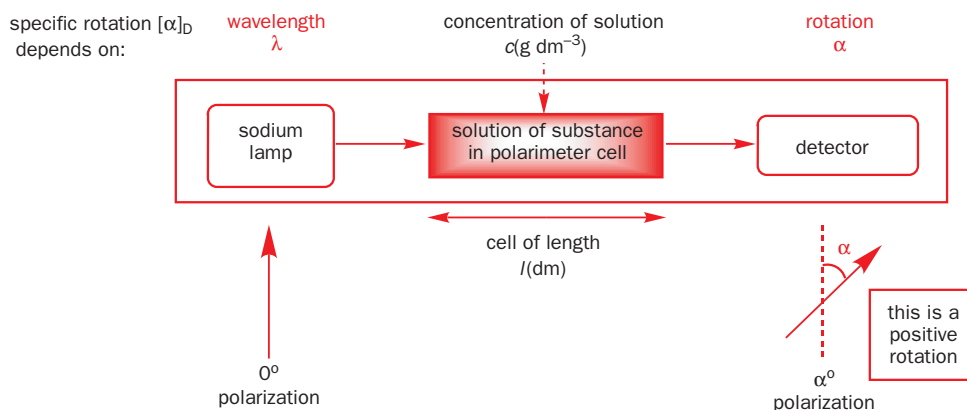 specific rotation [α]D
depends on:
wavelength
λ
concentration of solution
c(g dm–3)
rotation
α
sodium
lamp
solution of substance
in polarimeter cell
detector
cell of length
l(dm)
α
0º
polarization
αº
polarization
this is a
positive
rotation